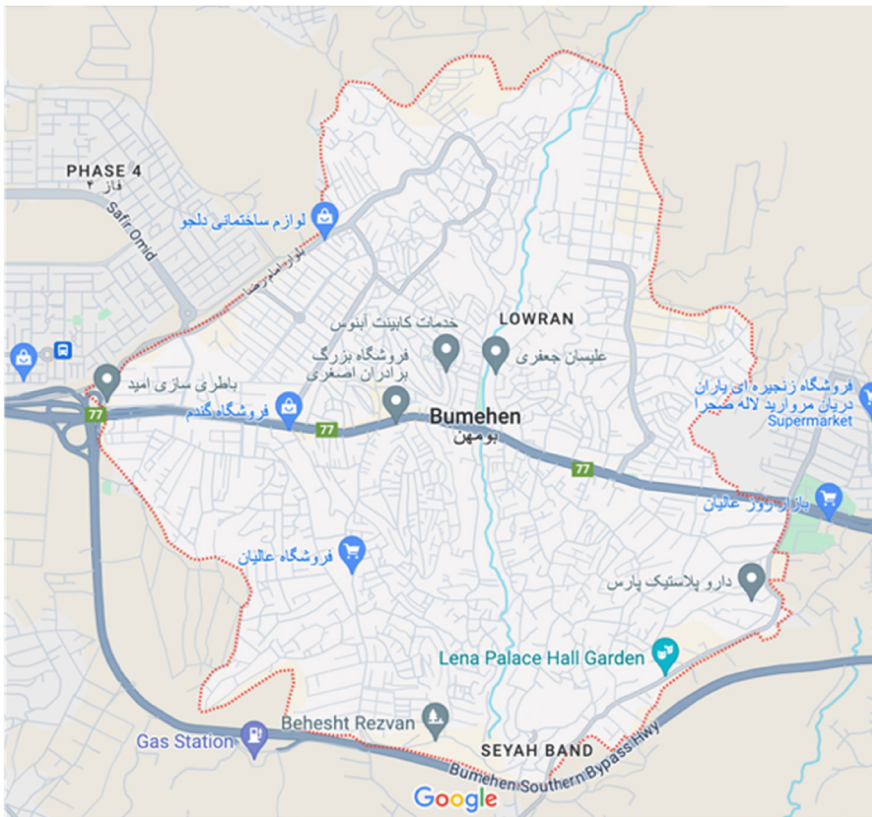 PHASE 4
فاز ۴
Safir Omid
لوازم ساختمانی دلجو
بلوار امام رضا
خدمات کابینت آبنوس
LOWRAN
علیسان جعفری
فروشگاه بزرگ
برادران اصغری
باطری سازی امید
فروشگاه گندم
77
77
Bumehen
بومهن
77
فروشگاه زنجیره ای یاران
دریان مروارید لاله صحرا
Supermarket
بازار روز عالیان
فروشگاه عالیان
دارو پلاستیک پارس
Lena Palace Hall Garden
Behesht Rezvan
Gas Station
SEYAH BAND
Bumehen Southern Bypass Hwy
Google